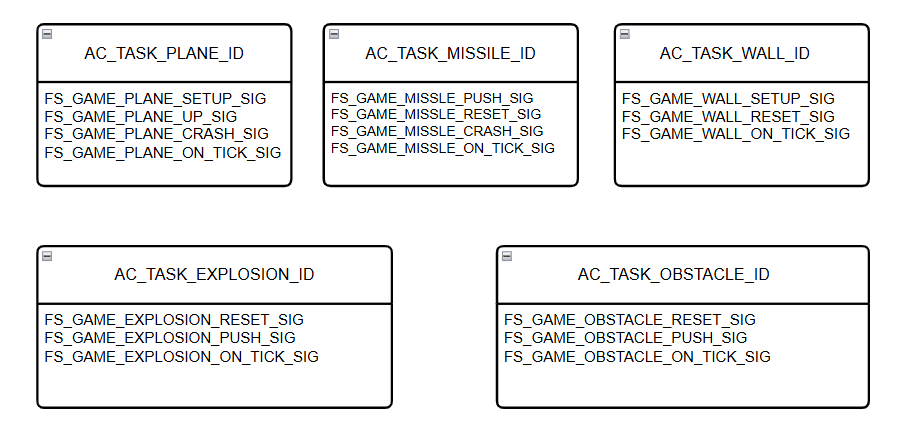 AC_TASK_PLANE_ID
FS_GAME_PLANE_SETUP_SIG
FS_GAME_PLANE_UP_SIG
FS_GAME_PLANE_CRASH_SIG
FS_GAME_PLANE_ON_TICK_SIG
AC_TASK_MISSILE_ID
FS_GAME_MISSLE_PUSH_SIG
FS_GAME_MISSLE_RESET_SIG
FS_GAME_MISSLE_CRASH_SIG
FS_GAME_MISSLE_ON_TICK_SIG
AC_TASK_WALL_ID
FS_GAME_WALL_SETUP_SIG
FS_GAME_WALL_RESET_SIG
FS_GAME_WALL_ON_TICK_SIG
AC_TASK_EXPLOSION_ID
FS_GAME_EXPLOSION_RESET_SIG
FS_GAME_EXPLOSION_PUSH_SIG
FS_GAME_EXPLOSION_ON_TICK_SIG
AC_TASK_OBSTACLE_ID
FS_GAME_OBSTACLE_RESET_SIG
FS_GAME_OBSTACLE_PUSH_SIG
FS_GAME_OBSTACLE_ON_TICK_SIG